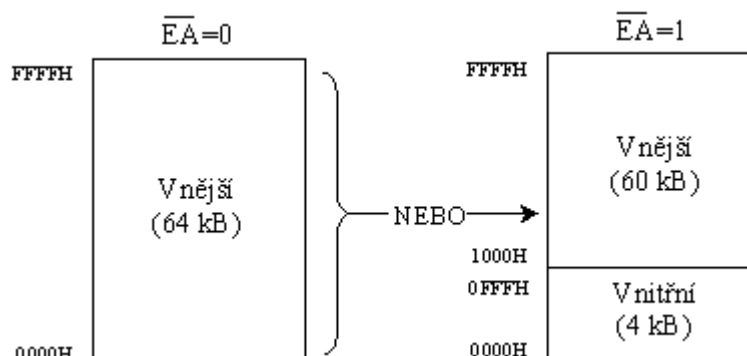 EA=0
FFFFH
Vnější
(64 kB)
0000H
NEBO
EA=1
FFFFH
Vnější
(60 kB)
1000H
0FFFH
Vnitřní
(4 kB)
0000H